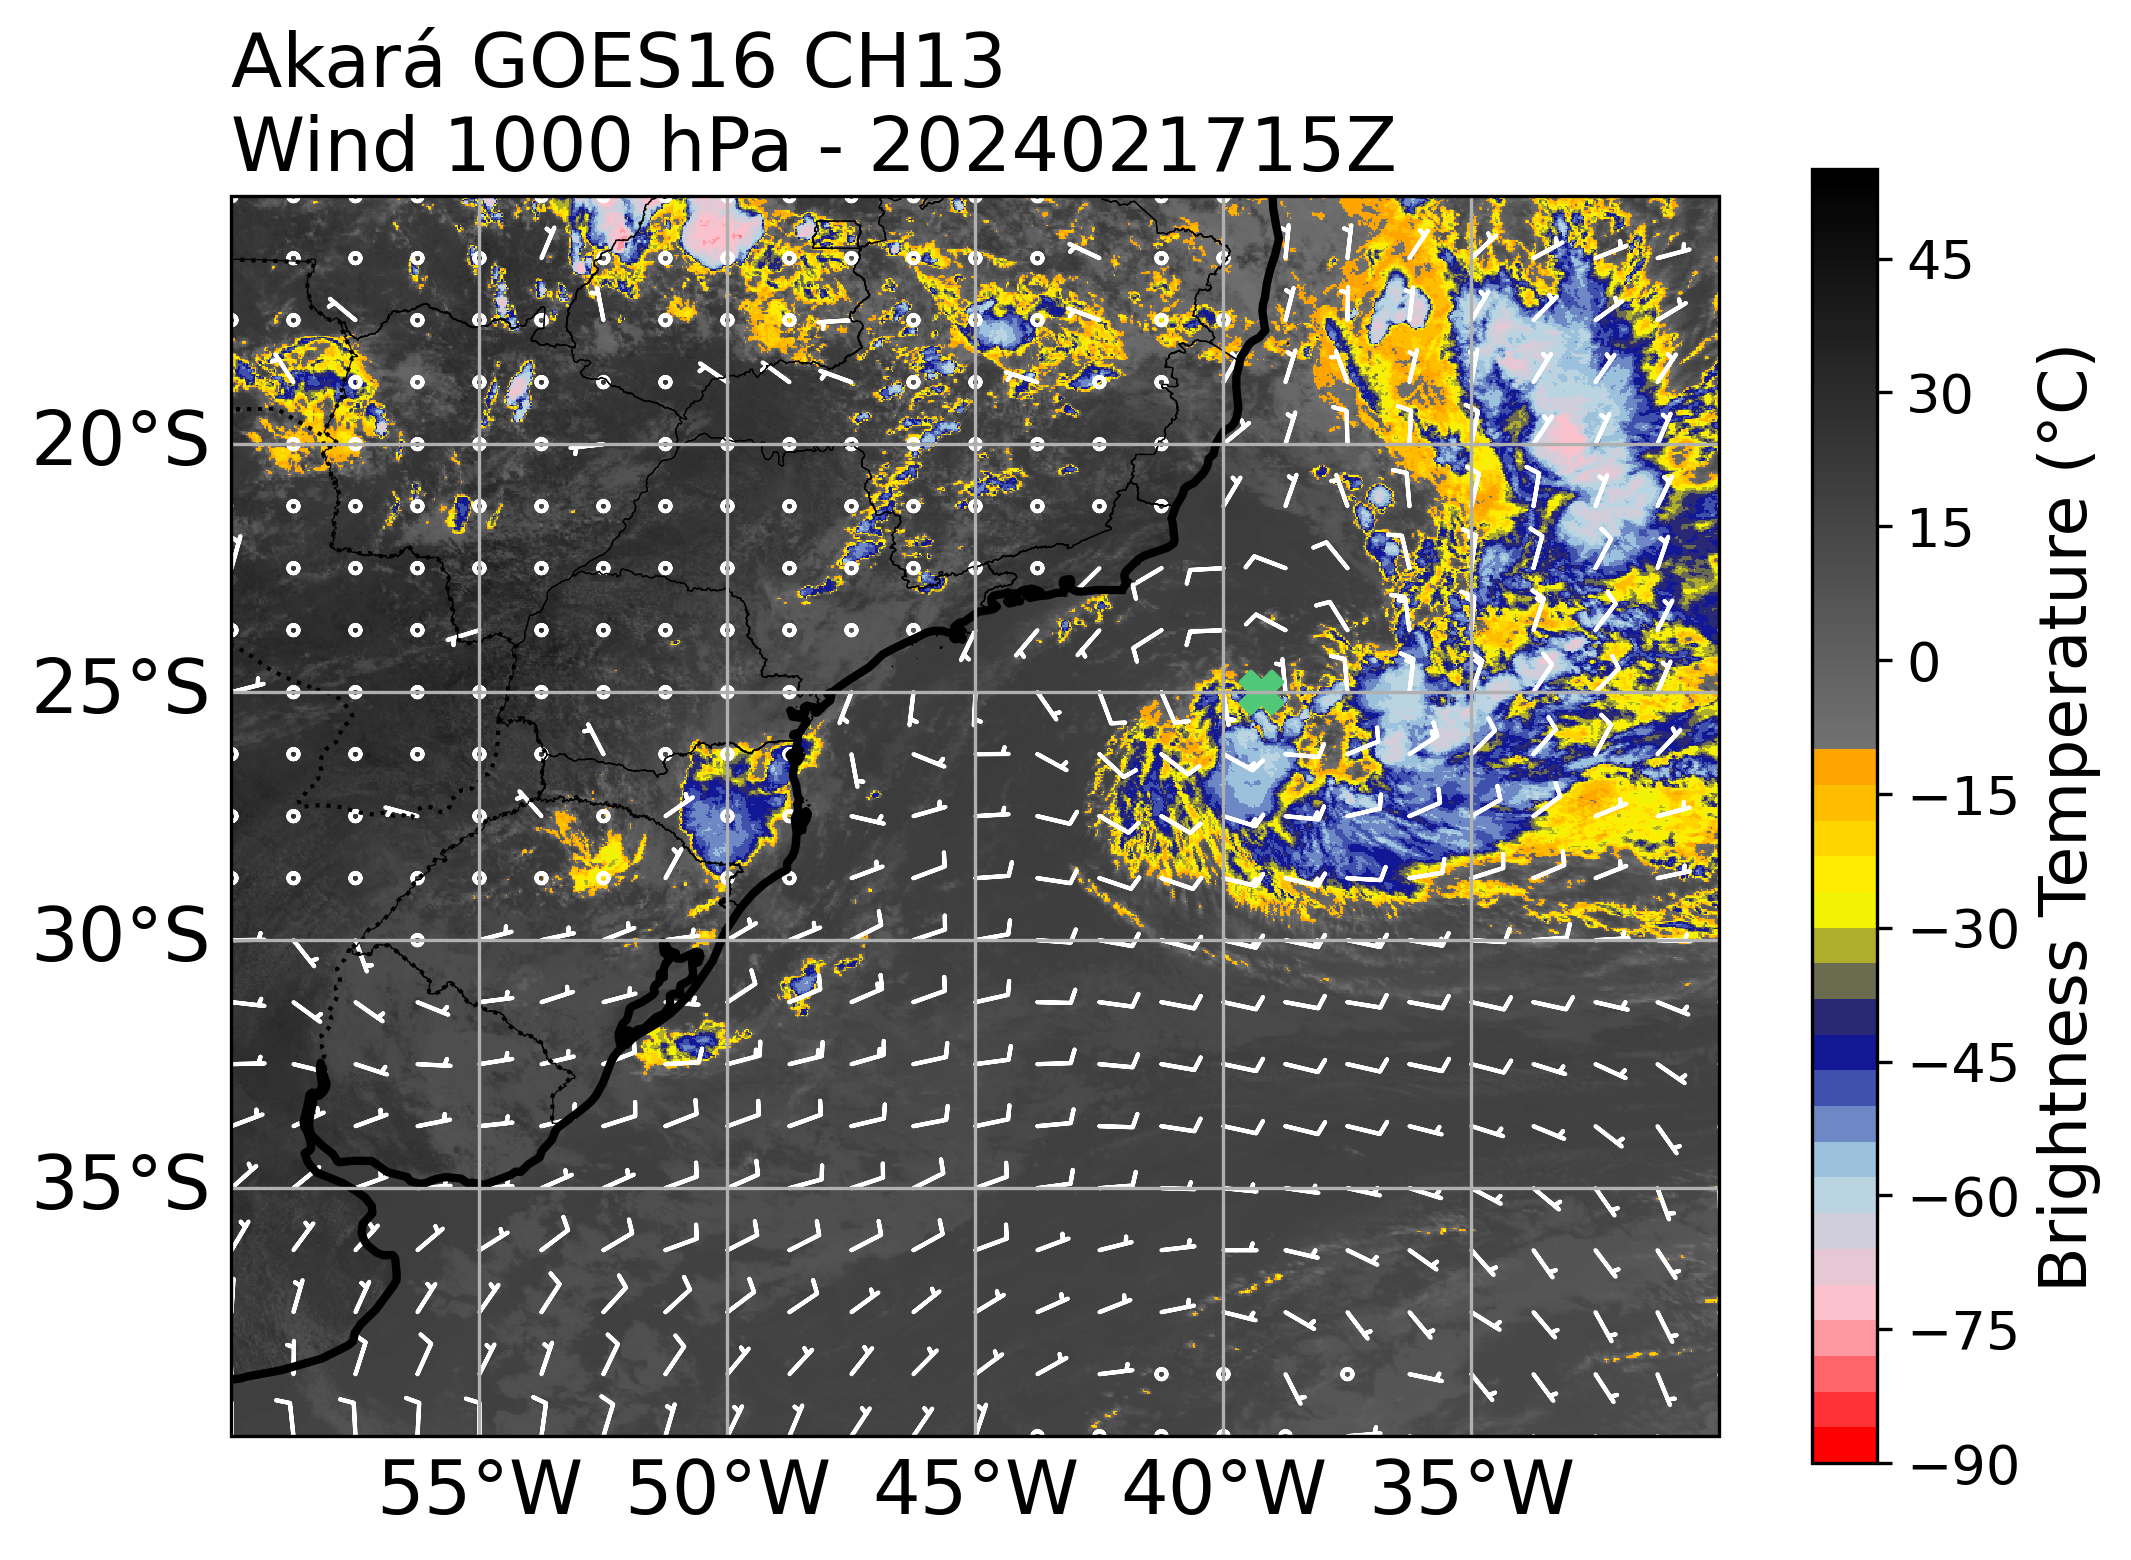 Akará GOES16 CH13
Wind 1000 hPa - 2024021715Z
20°S
25°S
30°S
35°S
55°W 50°W 45°W 40°W 35°W
45
30
15
0
−15
−30
−45
−60
−75
−90
Brightness Temperature (°C)